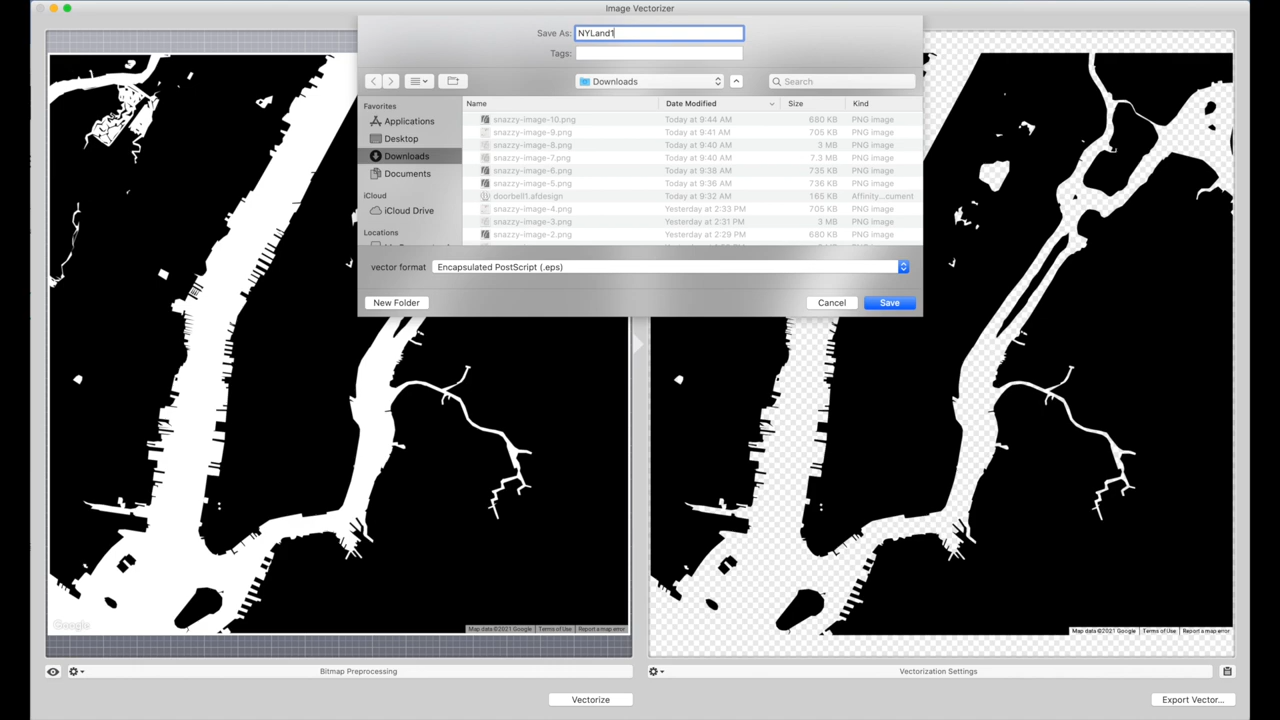 Image Vectorizer
Save As: NYLand1
Tags:
Downloads
Search
Favorites
Applications
Desktop
Downloads
Documents
iCloud
iCloud Drive
Locations
Name Date Modified Size Kind
snazzy-image-10.png Today at 9:44 AM 680 KB PNG image
snazzy-image-9.png Today at 9:41 AM 705 KB PNG image
snazzy-image-8.png Today at 9:40 AM 3 MB PNG image
snazzy-image-7.png Today at 9:40 AM 7.3 MB PNG image
snazzy-image-6.png Today at 9:38 AM 735 KB PNG image
snazzy-image-5.png Today at 9:36 AM 736 KB PNG image
doorbell1.afdesign Today at 9:32 AM 165 KB Affinity...cument
snazzy-image-4.png Yesterday at 2:33 PM 705 KB PNG image
snazzy-image-3.png Yesterday at 2:31 PM 3 MB PNG image
snazzy-image-2.png Yesterday at 2:29 PM 680 KB PNG image
vector format Encapsulated PostScript (.eps)
New Folder Cancel Save
Google
Map data ©2021 Google Terms of Use Report a map error
Map data ©2021 Google Terms of Use Report a map error
Bitmap Preprocessing
Vectorization Settings
Vectorize
Export Vector...